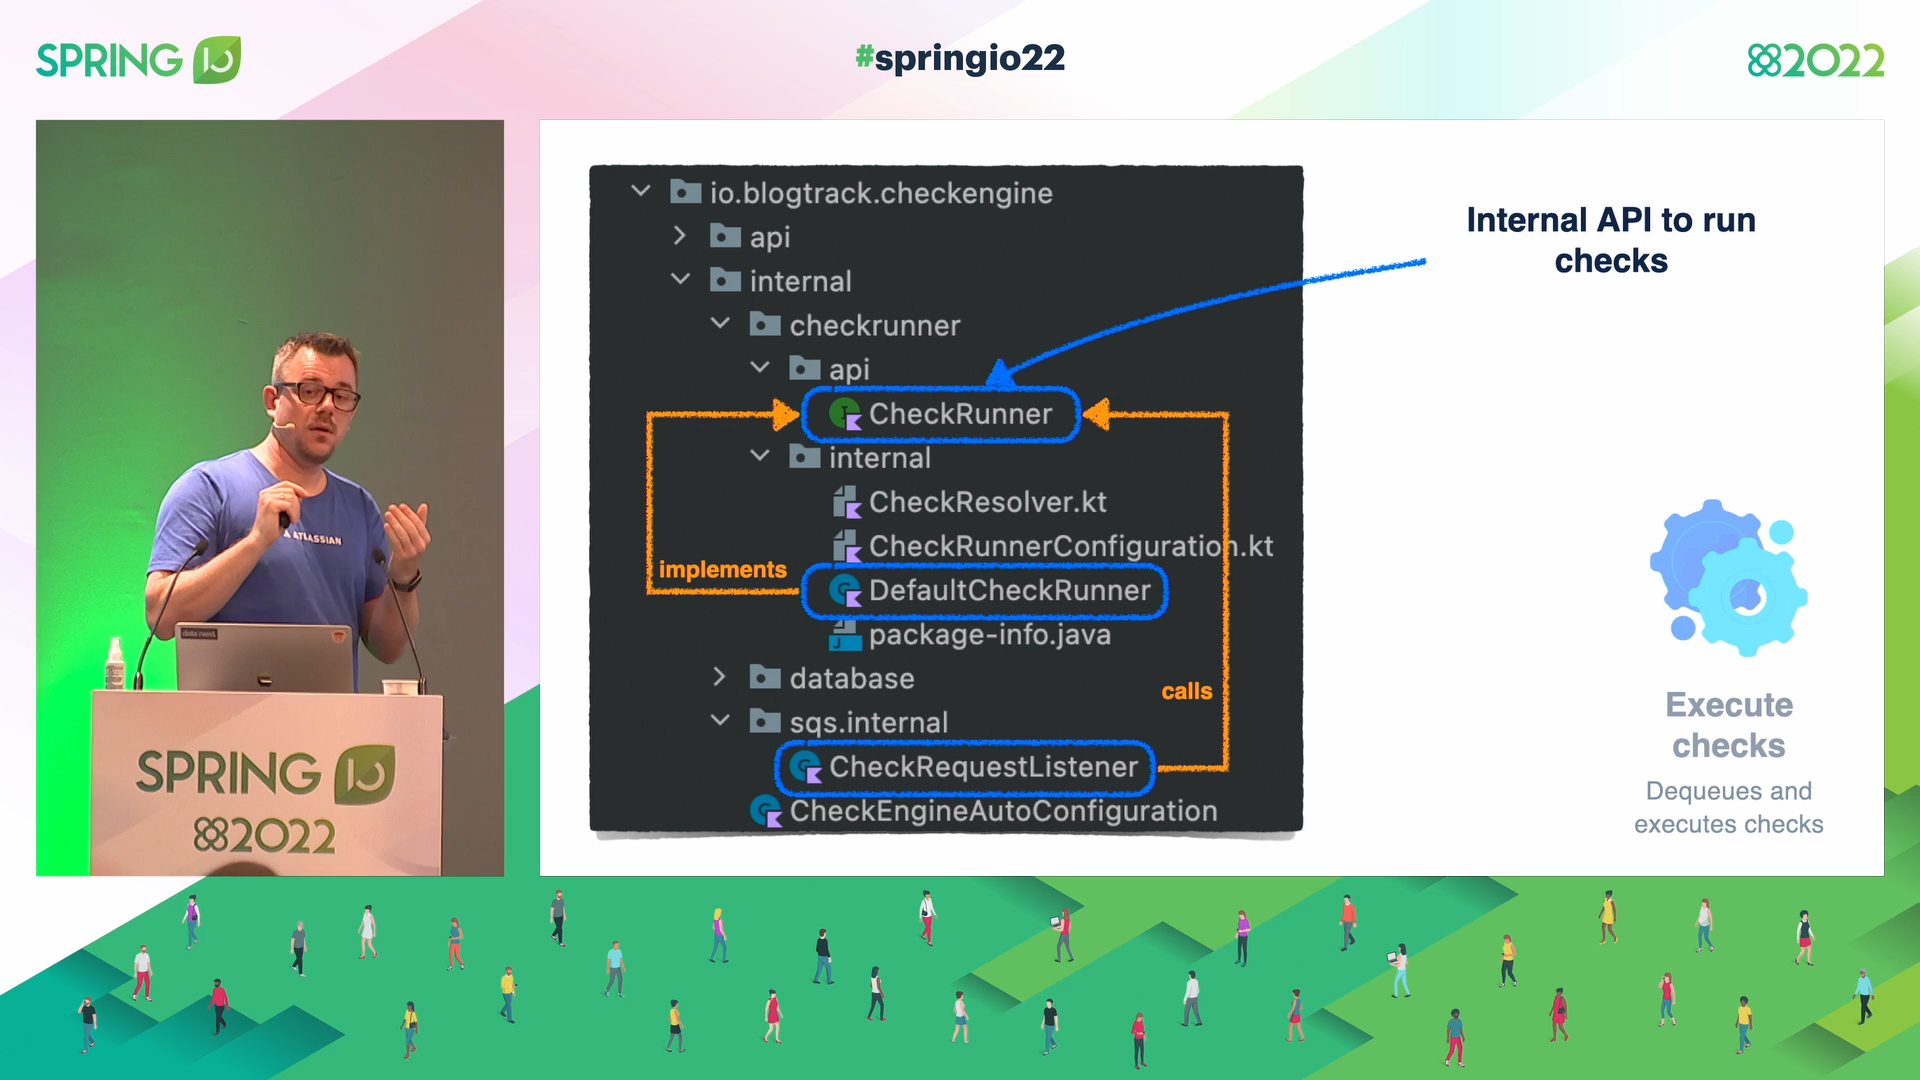 SPRING IO
#springio22
2022
ATLASSIAN
SPRING IO
2022
io.blogtrack.checkengine
api
internal
checkrunner
api
CheckRunner
internal
CheckResolver.kt
CheckRunnerConfiguration.kt
implements
DefaultCheckRunner
package-info.java
database
calls
sqs.internal
CheckRequestListener
CheckEngineAutoConfiguration
Internal API to run
checks
Execute
checks
Dequeues and
executes checks